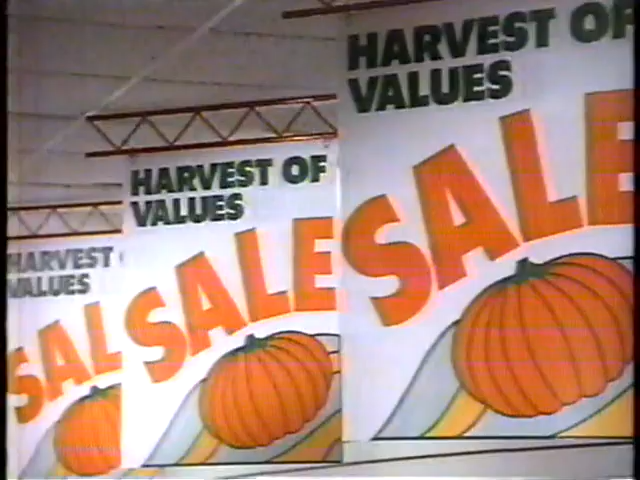 HARVEST OF
VALUES
SALE
HARVEST OF
VALUES
SALE
HARVEST
VALUES
SAL